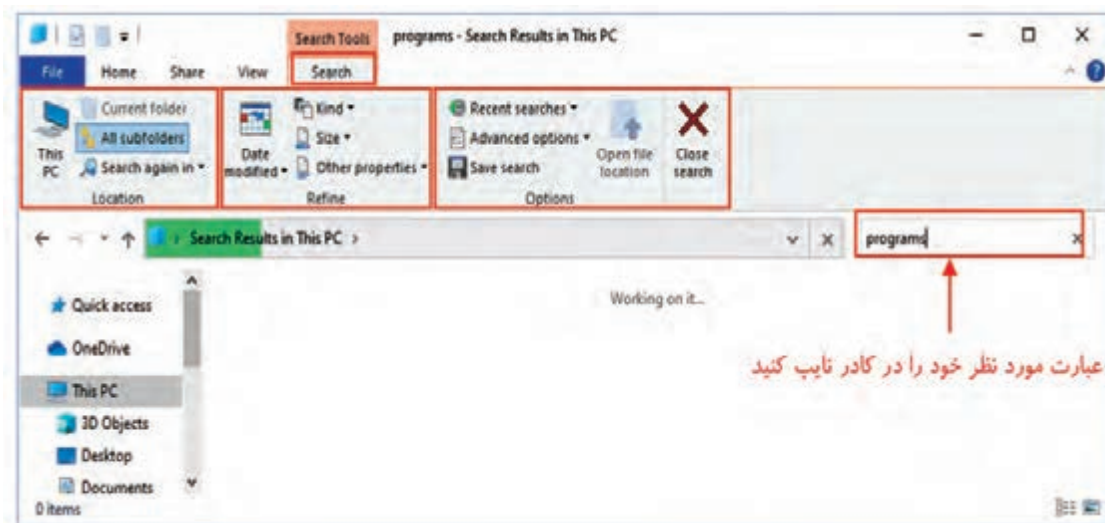 Search Tools programs - Search Results in This PC
File Home Share View Search
Current folder
All subfolders
Search again in
This PC
Location
Date modified
Kind
Size
Other properties
Refine
Recent searches
Advanced options
Save search
Open file location
Close search
Options
Search Results in This PC
programs
Working on it...
عبارت مورد نظر خود را در کادر تایپ کنید
Quick access
OneDrive
This PC
3D Objects
Desktop
Documents
0 items